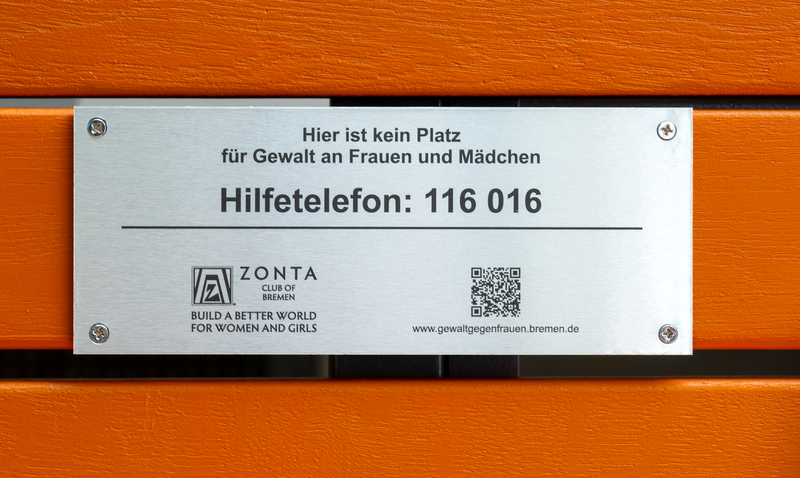 Hier ist kein Platz
für Gewalt an Frauen und Mädchen
Hilfetelefon: 116 016
ZONTA
CLUB OF
BREMEN
BUILD A BETTER WORLD
FOR WOMEN AND GIRLS
www.gewaltgegenfrauen.bremen.de